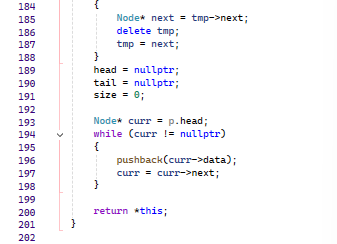 184 {
185 Node* next = tmp->next;
186 delete tmp;
187 tmp = next;
188 }
189 head = nullptr;
190 tail = nullptr;
191 size = 0;
192
193 Node* curr = p.head;
194 while (curr != nullptr)
195 {
196 pushback(curr->data);
197 curr = curr->next;
198 }
199
200 return *this;
201 }
202